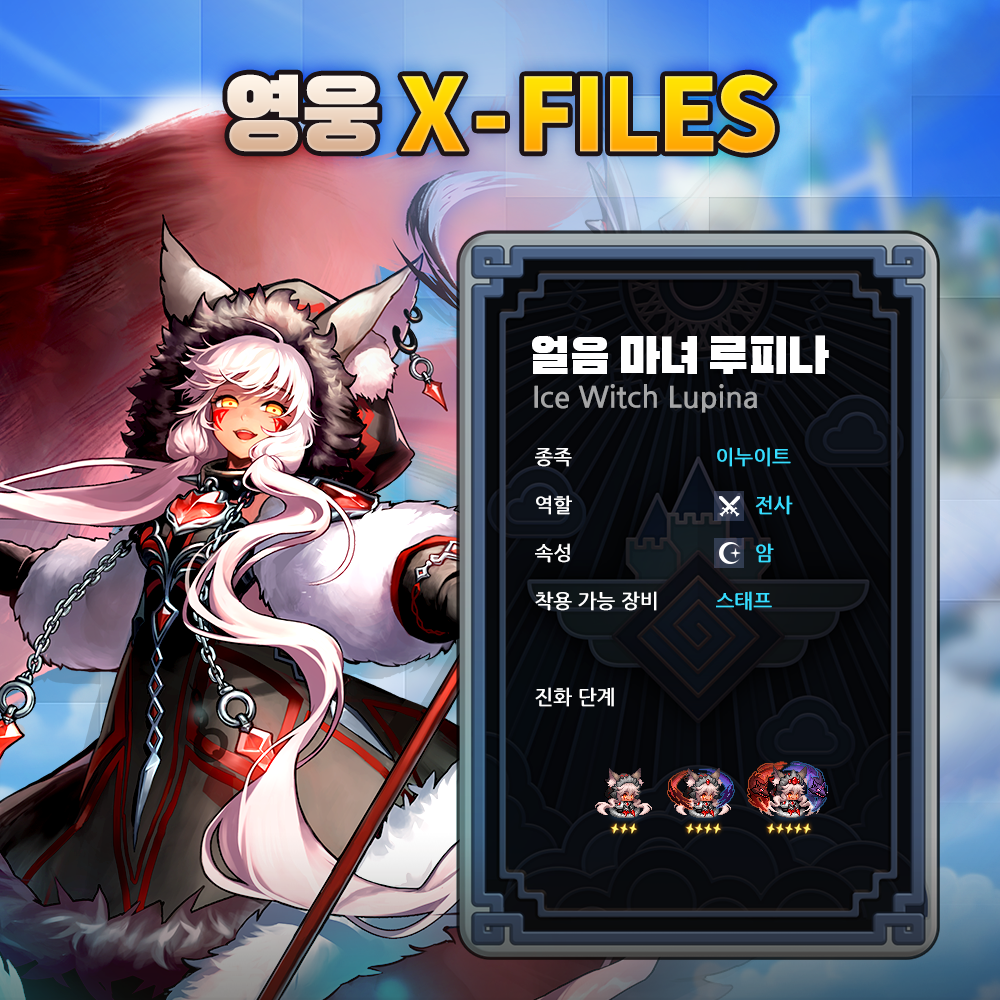 영웅 X-FILES
얼음 마녀 루피나
Ice Witch Lupina
종족 이누이트
역할 전사
속성 암
착용 가능 장비 스태프
진화 단계